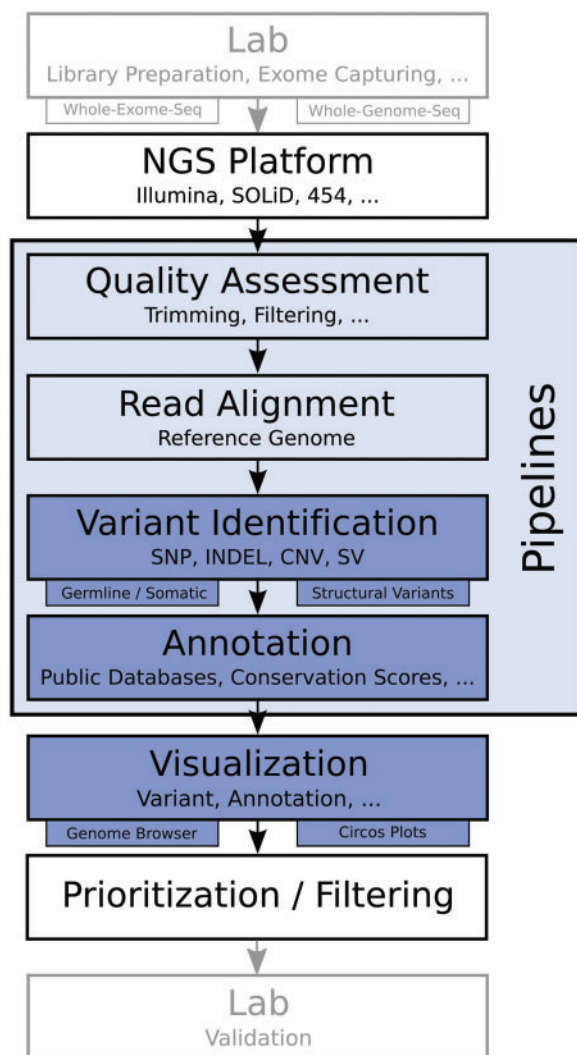 Lab
Library Preparation, Exome Capturing, ...
Whole-Exome-Seq
Whole-Genome-Seq
NGS Platform
Illumina, SOLiD, 454, ...
Quality Assessment
Trimming, Filtering, ...
Read Alignment
Reference Genome
Variant Identification
SNP, INDEL, CNV, SV
Germline / Somatic
Structural Variants
Annotation
Public Databases, Conservation Scores, ...
Pipelines
Visualization
Variant, Annotation, ...
Genome Browser
Circos Plots
Prioritization / Filtering
Lab
Validation